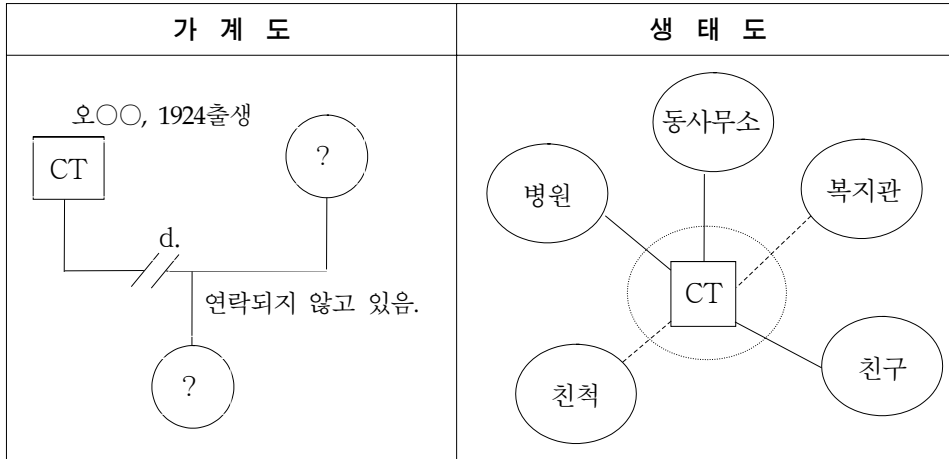 가 계 도
생 태 도
오○○, 1924출생
CT
?
d.
연락되지 않고 있음.
?
동사무소
병원
복지관
CT
친척
친구